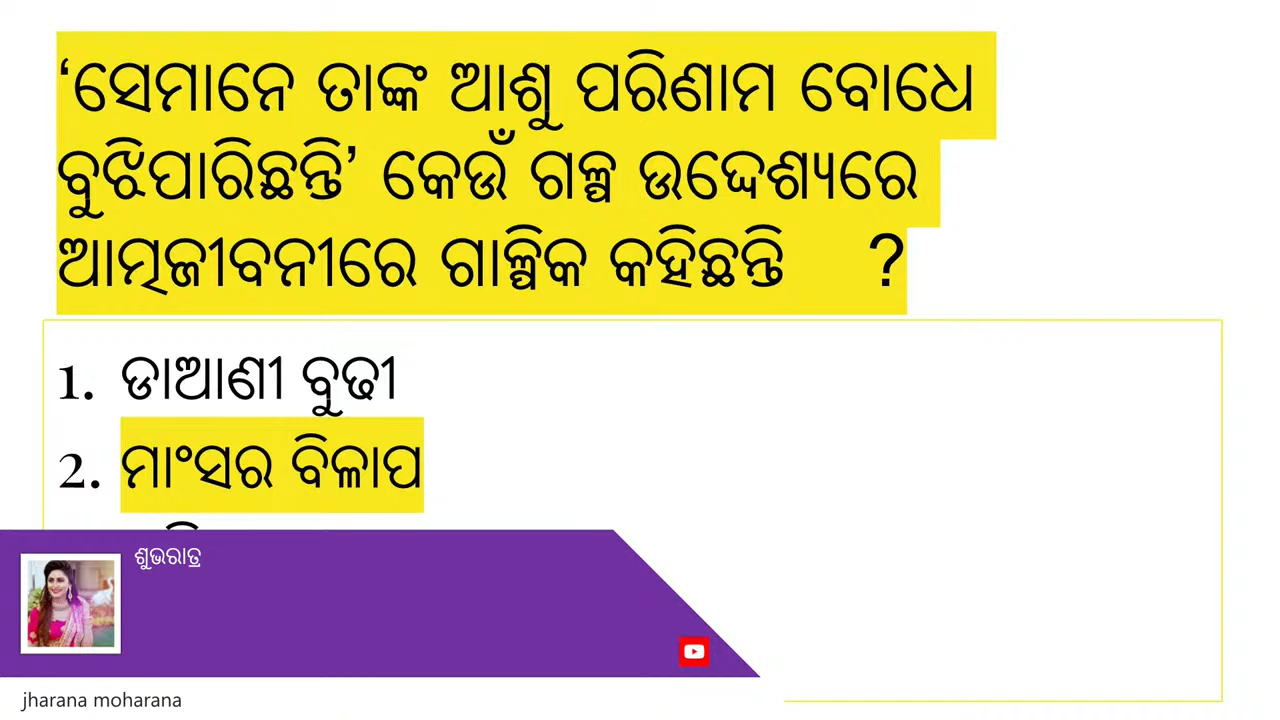 ‘ସେମାନେ ତାଙ୍କ ଆଶୁ ପରିଣାମ ବୋଧେ
ବୁଝିପାରିଛନ୍ତି’ କେଉଁ ଗଳ୍ପ ଉଦ୍ଦେଶ୍ୟରେ
ଆତ୍ମଜୀବନୀରେ ଗାଳ୍ପିକ କହିଛନ୍ତି ?
1. ଡାଆଣୀ ବୁଢୀ
2. ମାଂସର ବିଳାପ
ଶୁଭରାତ୍ର
jharana moharana